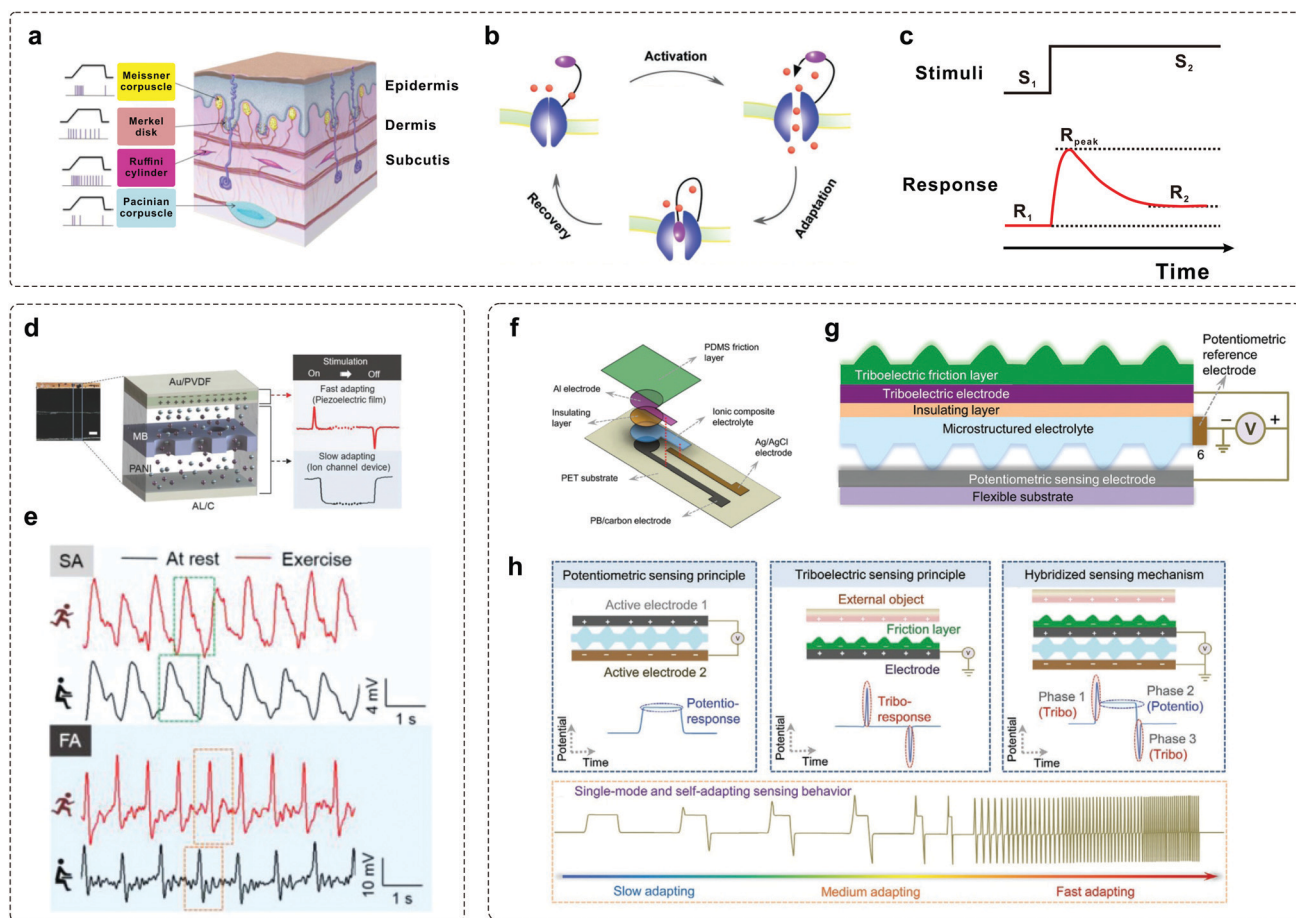 a
Meissner
corpuscle
Merkel
disk
Ruffini
cylinder
Pacinian
corpuscle
Epidermis
Dermis
Subcutis
b
Activation
Adaptation
Recovery
c
Stimuli
S1
S2
Rpeak
Response
R1
R2
Time
d
Au/PVDF
MB
PANI
AL/C
Stimulation
On
Off
Fast adapting
(Piezoelectric film)
Slow adapting
(Ion channel device)
e
SA
At rest
Exercise
4 mV
1 s
FA
10 mV
1 s
f
PDMS friction
layer
Al electrode
Insulating
layer
Ionic composite
electrolyte
Ag/AgCl
electrode
PET substrate
PB/carbon electrode
g
Potentiometric
reference
electrode
Triboelectric friction layer
Triboelectric electrode
Insulating layer
Microstructured electrolyte
Potentiometric sensing electrode
Flexible substrate
− V +
6
h
Potentiometric sensing principle
Active electrode 1
V
Active electrode 2
Potentio-
response
Potential
Time
Triboelectric sensing principle
External object
Friction layer
V
Electrode
Tribo-
response
Potential
Time
Hybridized sensing mechanism
V
Phase 1
(Tribo)
Phase 2
(Potentio)
Phase 3
(Tribo)
Potential
Time
Single-mode and self-adapting sensing behavior
Slow adapting
Medium adapting
Fast adapting